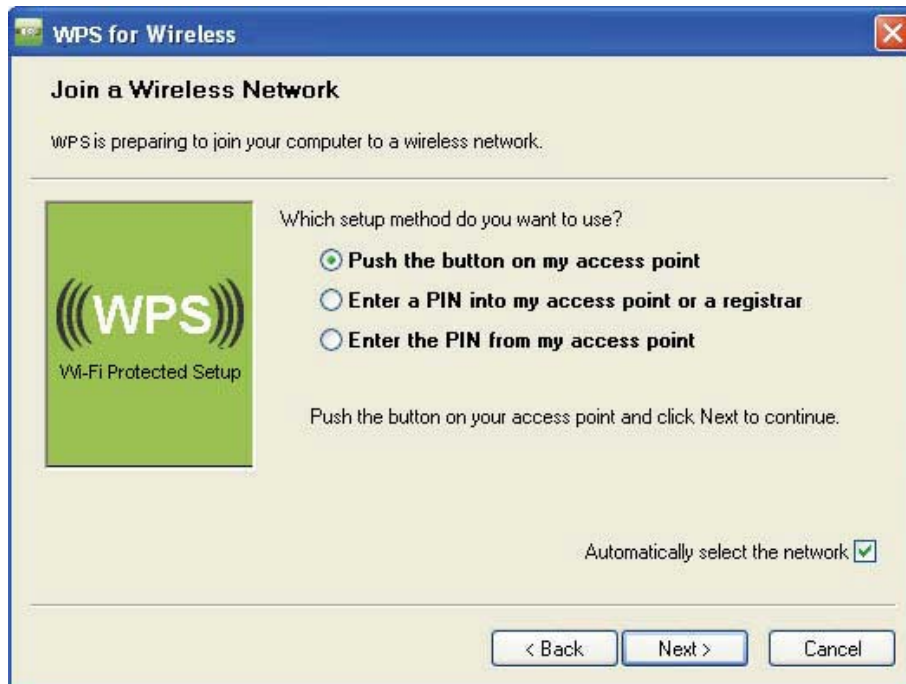 WPS for Wireless
Join a Wireless Network
WPS is preparing to join your computer to a wireless network.
Which setup method do you want to use?
Push the button on my access point
Enter a PIN into my access point or a registrar
Enter the PIN from my access point
WPS
Wi-Fi Protected Setup
Push the button on your access point and click Next to continue.
Automatically select the network
< Back
Next >
Cancel